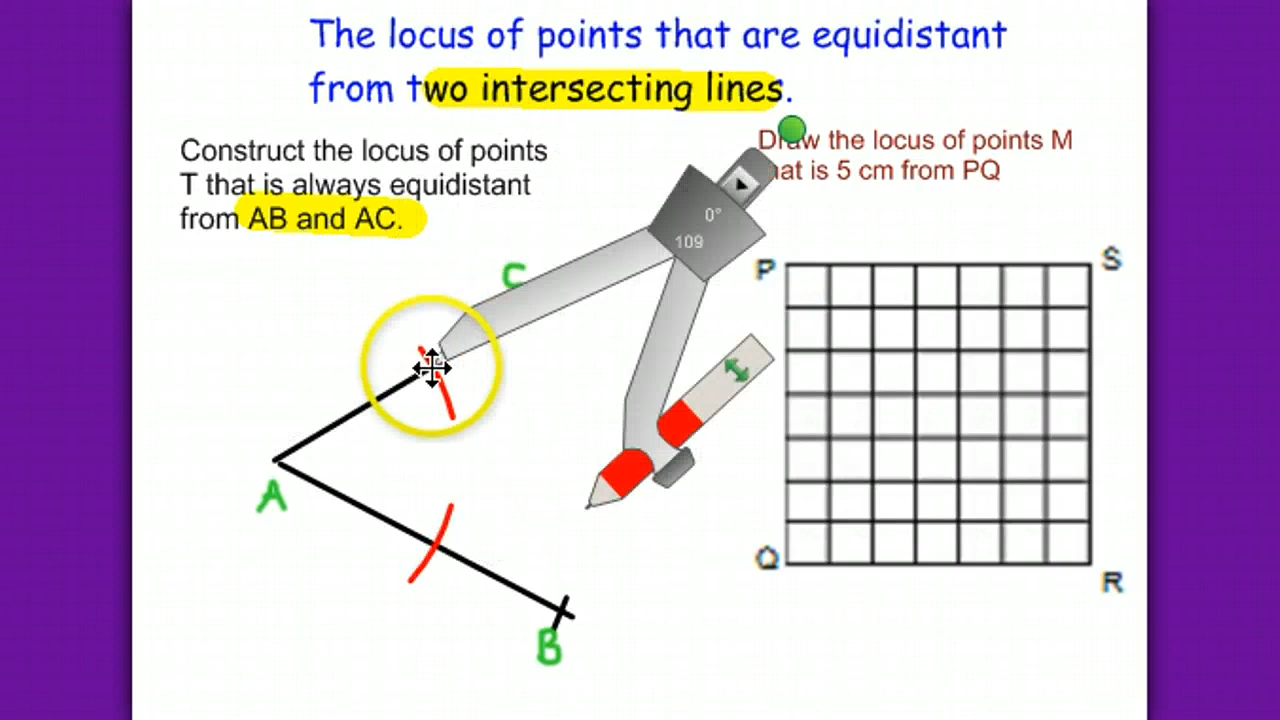 The locus of points that are equidistant
from two intersecting lines.
Construct the locus of points
T that is always equidistant
from AB and AC.
Draw the locus of points M
hat is 5 cm from PQ
0°
109
C
A
B
P
S
Q
R